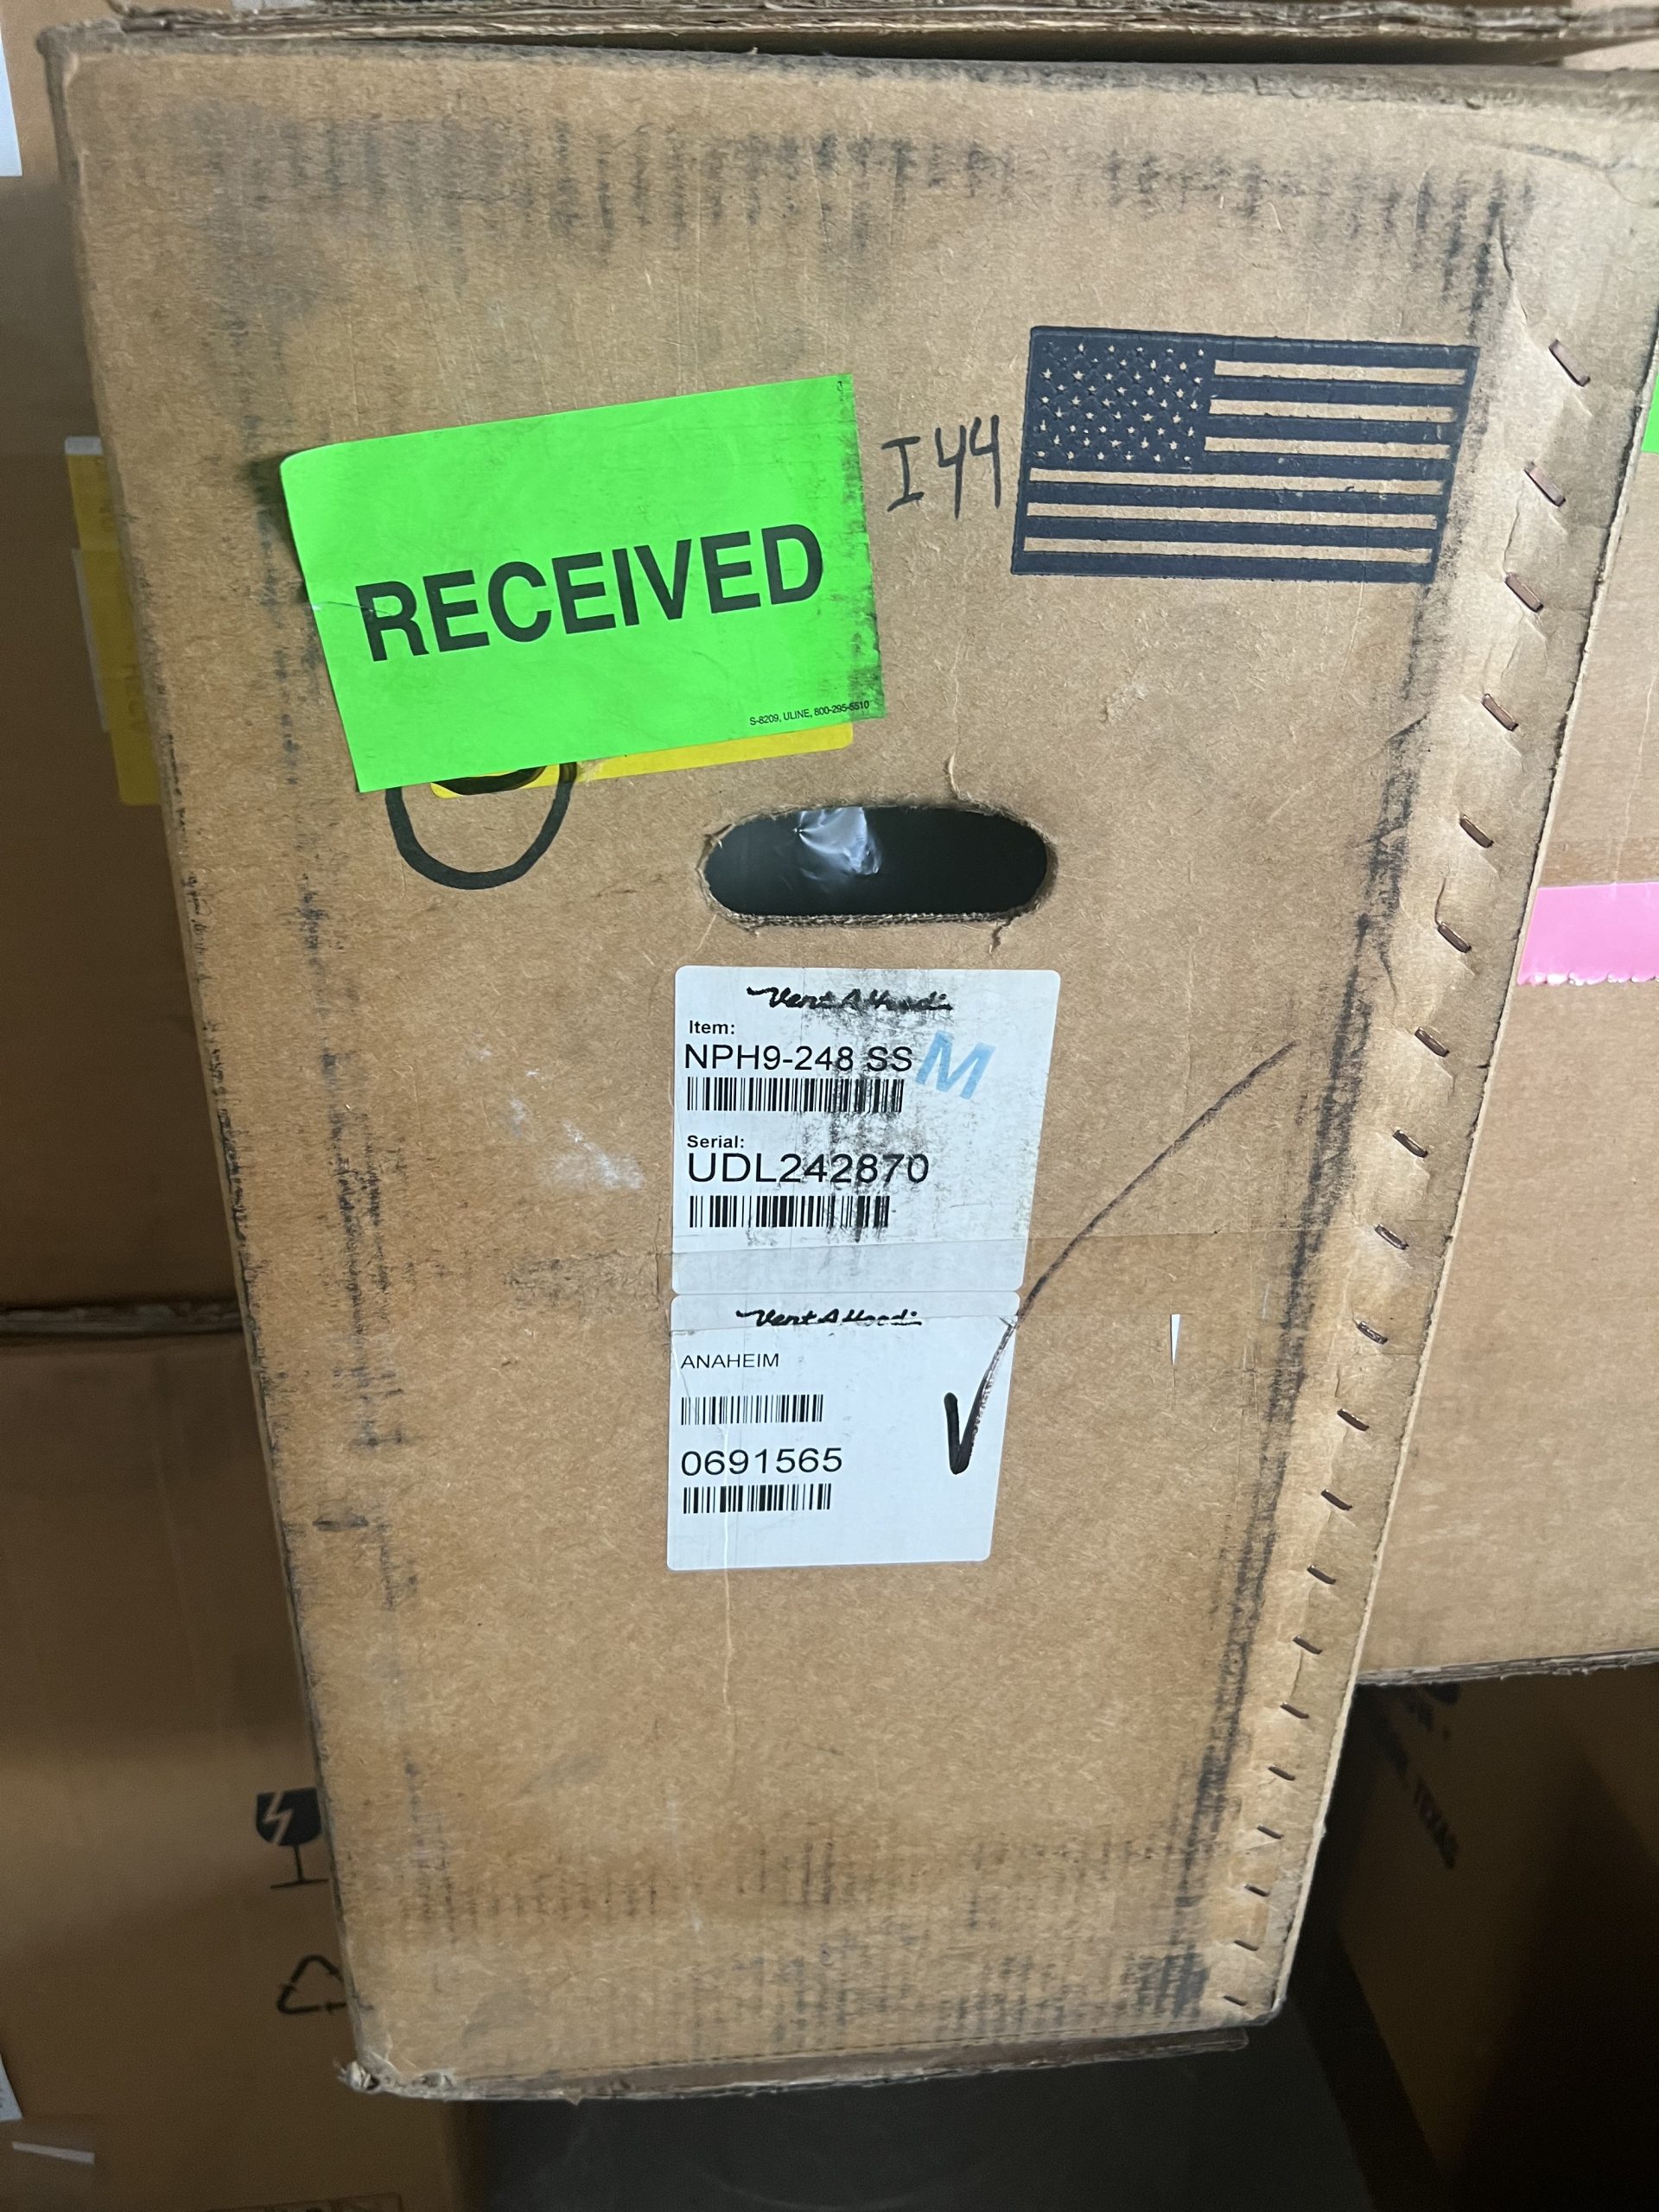 I44
RECEIVED
S-8209, ULINE, 800-295-5510
Vent A Hood
Item:
NPH9-248 SS
M
Serial:
UDL242870
Vent A Hood
ANAHEIM
0691565
TEXAS